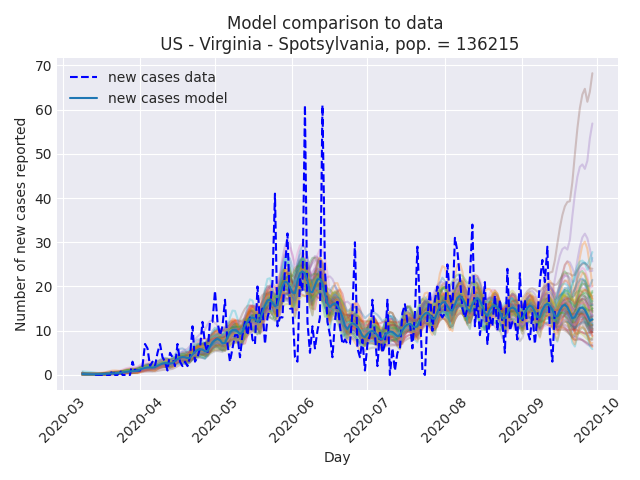 Model comparison to data
US - Virginia - Spotsylvania, pop. = 136215
70
60
50
40
30
20
10
0
Number of new cases reported
new cases data
new cases model
2020-03
2020-04
2020-05
2020-06
2020-07
2020-08
2020-09
2020-10
Day